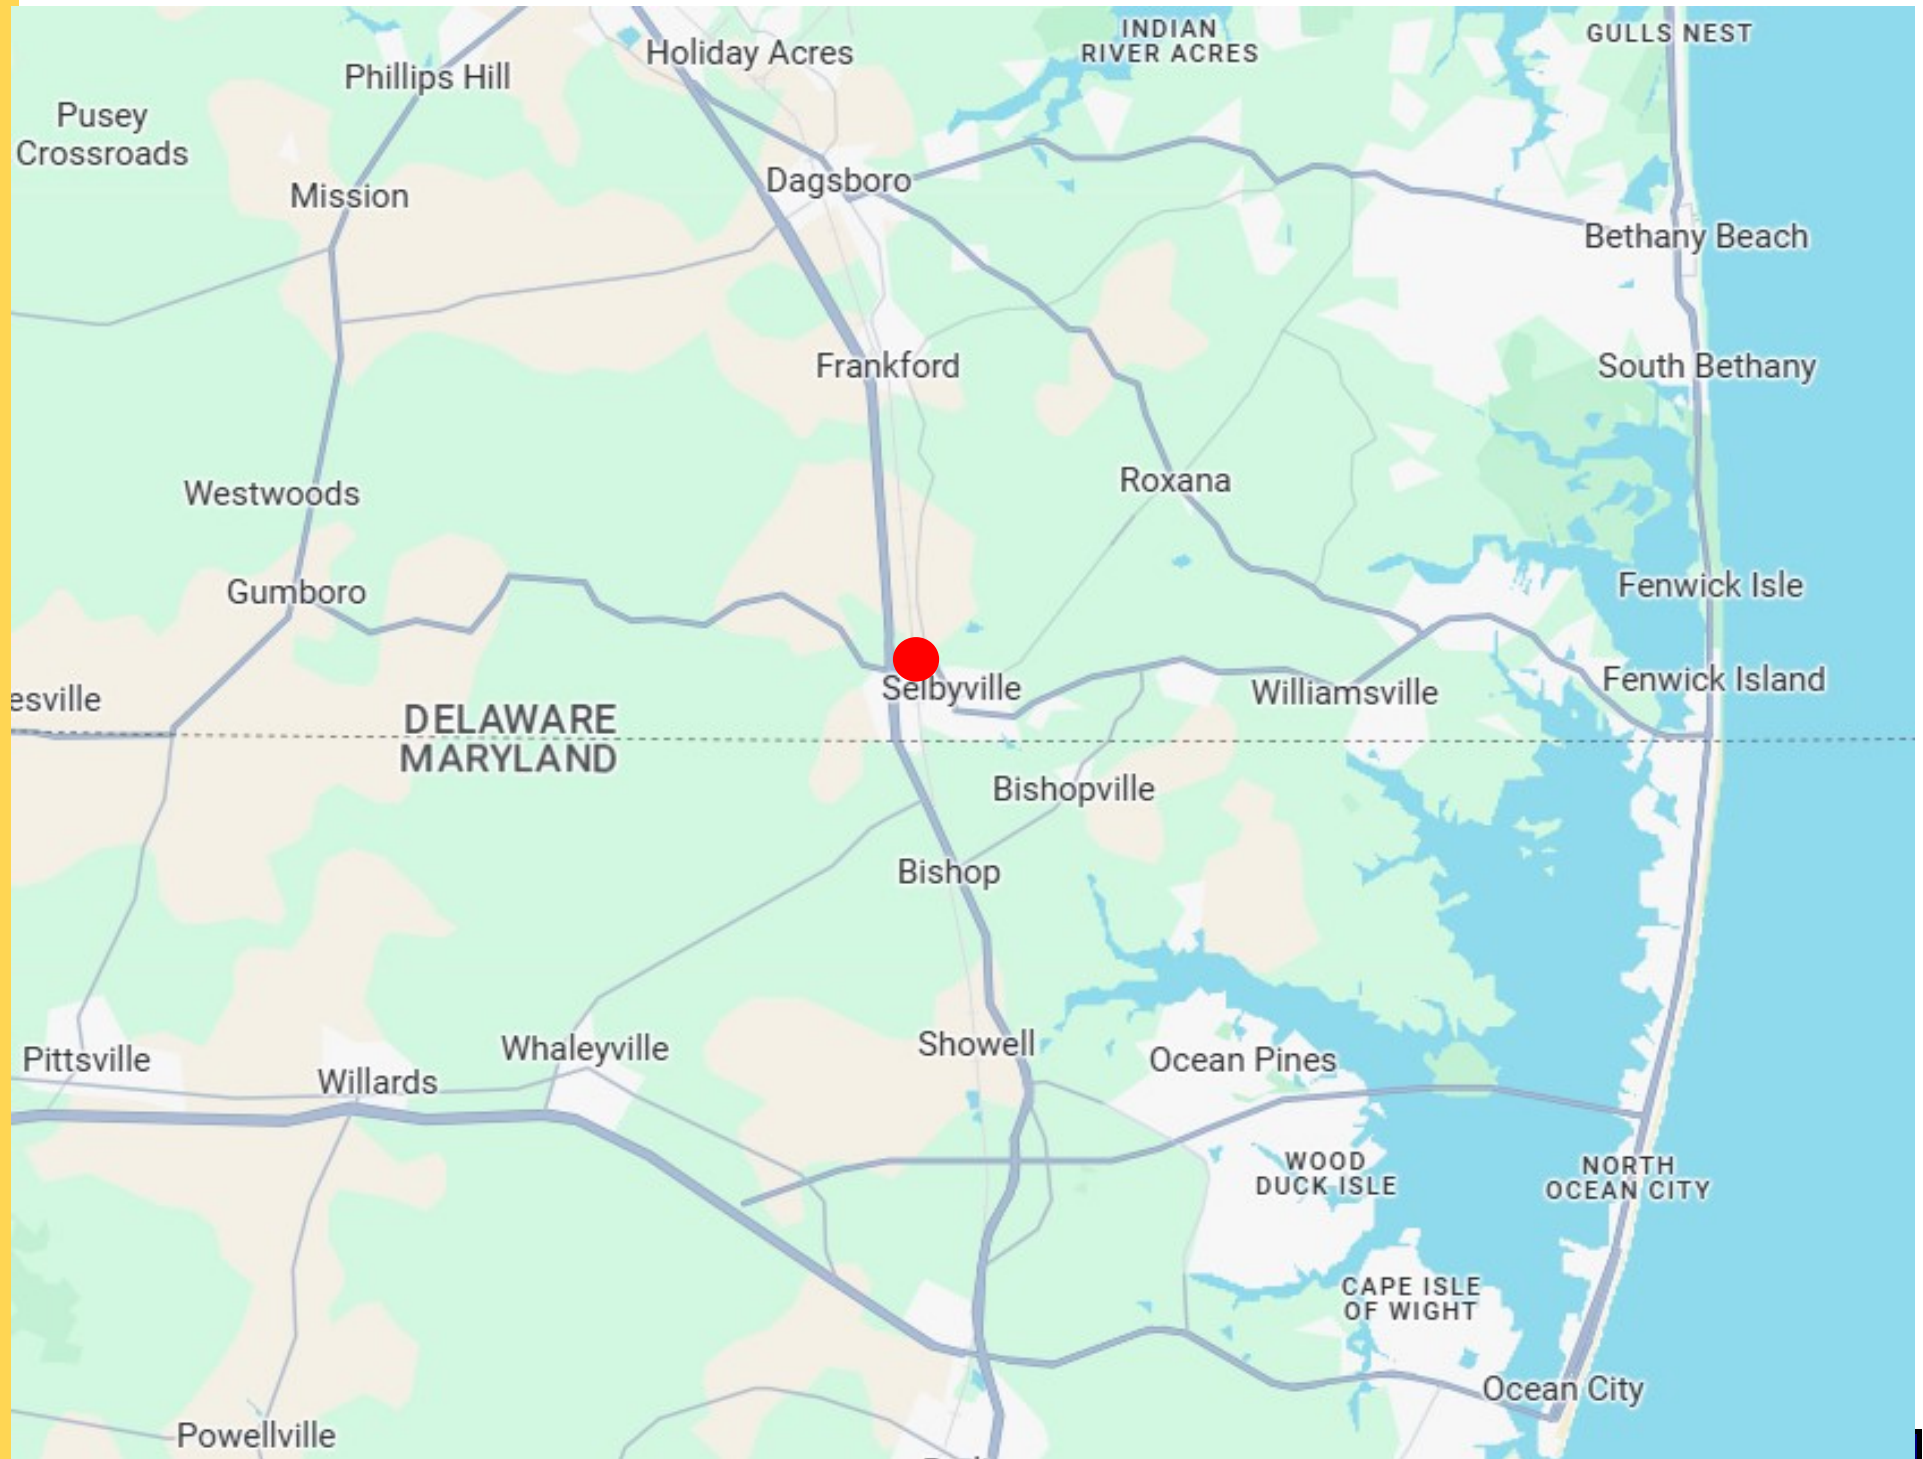 INDIAN
RIVER ACRES
GULLS NEST
Holiday Acres
Phillips Hill
Pusey
Crossroads
Mission
Dagsboro
Bethany Beach
Frankford
South Bethany
Roxana
Westwoods
Gumboro
Fenwick Isle
Selbyville
Fenwick Island
Williamsville
esville
DELAWARE
MARYLAND
Bishopville
Bishop
Showell
Whaleyville
Pittsville
Ocean Pines
Willards
WOOD
DUCK ISLE
NORTH
OCEAN CITY
CAPE ISLE
OF WIGHT
Ocean City
Powellville